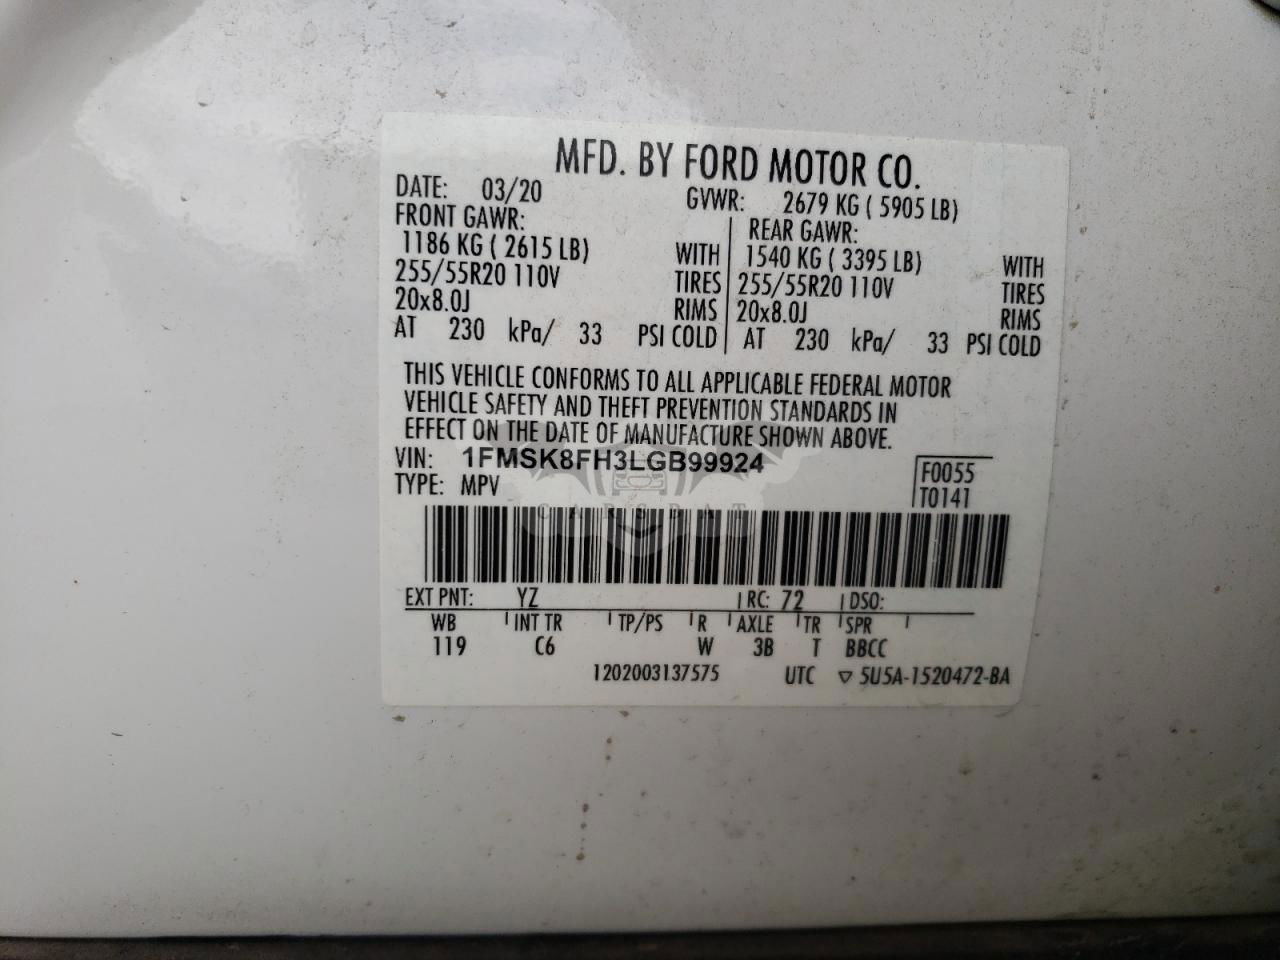 MFD. BY FORD MOTOR CO.
DATE: 03/20 GVWR: 2679 KG ( 5905 LB)
FRONT GAWR: REAR GAWR:
1186 KG ( 2615 LB) WITH 1540 KG ( 3395 LB) WITH
255/55R20 110V TIRES 255/55R20 110V TIRES
20x8.0J RIMS 20x8.0J RIMS
AT 230 kPa/ 33 PSI COLD AT 230 kPa/ 33 PSI COLD
THIS VEHICLE CONFORMS TO ALL APPLICABLE FEDERAL MOTOR
VEHICLE SAFETY AND THEFT PREVENTION STANDARDS IN
EFFECT ON THE DATE OF MANUFACTURE SHOWN ABOVE.
VIN: 1FMSK8FH3LGB99924 F0055
TYPE: MPV T0141
CARSBAT
EXT PNT: YZ RC: 72 DSO:
WB INT TR TP/PS R AXLE TR SPR
119 C6 W 3B T BBCC
1202003137575 UTC ▽ 5U5A-1520472-BA